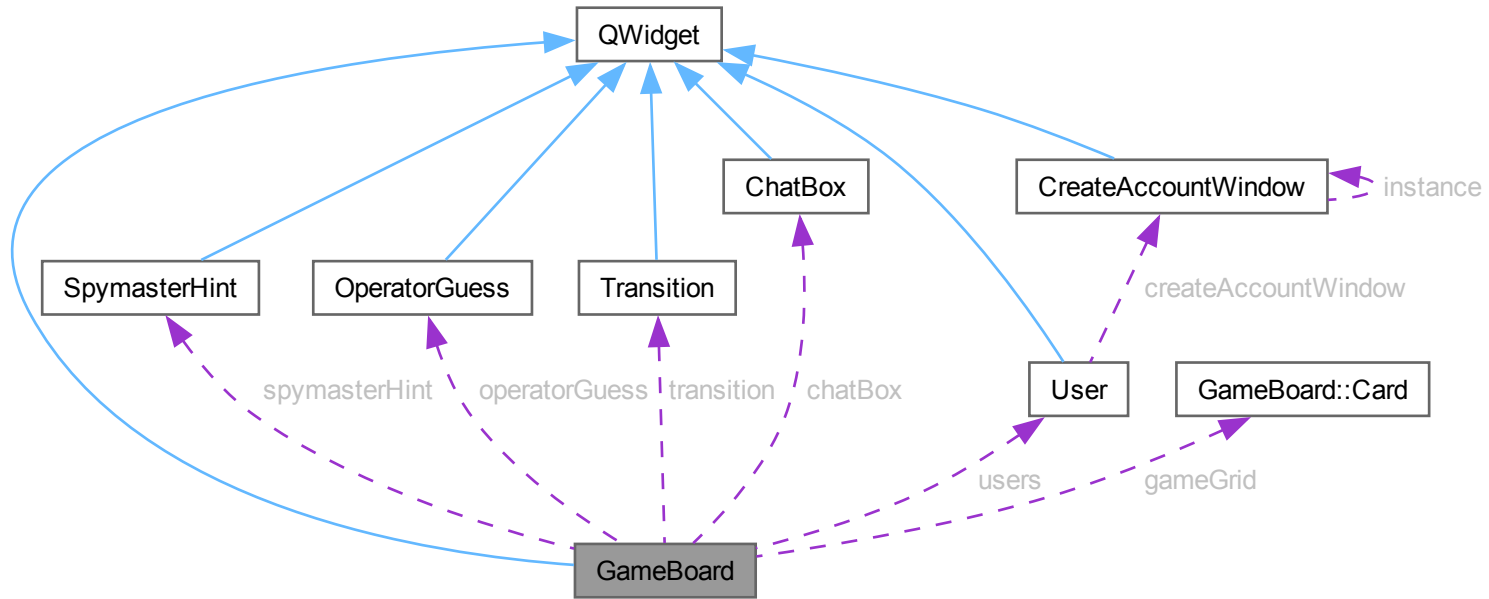 QWidget
ChatBox
CreateAccountWindow
instance
SpymasterHint
OperatorGuess
Transition
createAccountWindow
spymasterHint
operatorGuess
transition
chatBox
User
GameBoard::Card
users
gameGrid
GameBoard